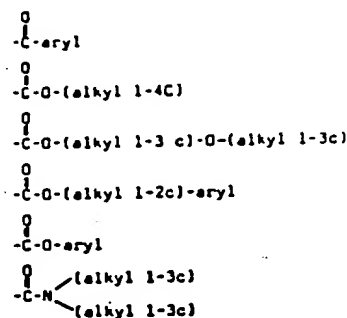 O
-C-aryl
O
-C-O-(alkyl 1-4C)
O
-C-O-(alkyl 1-3 c)-O-(alkyl 1-3c)
O
-C-O-(alkyl 1-2c)-aryl
O
-C-O-aryl
O (alkyl 1-3c)
-C-N
(alkyl 1-3c)